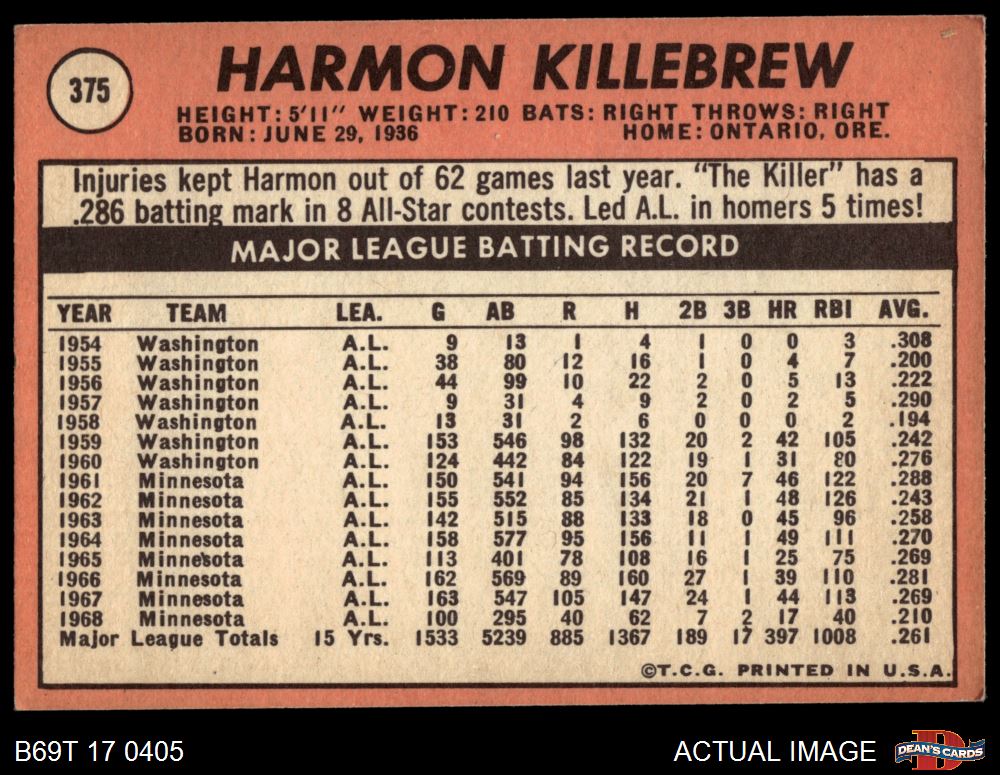 375
HARMON KILLEBREW
HEIGHT: 5'11" WEIGHT: 210 BATS: RIGHT THROWS: RIGHT
BORN: JUNE 29, 1936 HOME: ONTARIO, ORE.
Injuries kept Harmon out of 62 games last year. "The Killer" has a
.286 batting mark in 8 All-Star contests. Led A.L. in homers 5 times!
MAJOR LEAGUE BATTING RECORD
YEAR TEAM LEA. G AB R H 2B 3B HR RBI AVG.
1954 Washington A.L. 9 13 1 4 1 0 0 3 .308
1955 Washington A.L. 38 80 12 16 1 0 4 7 .200
1956 Washington A.L. 44 99 10 22 2 0 5 13 .222
1957 Washington A.L. 9 31 4 9 2 0 2 5 .290
1958 Washington A.L. 13 31 2 6 0 0 0 2 .194
1959 Washington A.L. 153 546 98 132 20 2 42 105 .242
1960 Washington A.L. 124 442 84 122 19 1 31 80 .276
1961 Minnesota A.L. 150 541 94 156 20 7 46 122 .288
1962 Minnesota A.L. 155 552 85 134 21 1 48 126 .243
1963 Minnesota A.L. 142 515 88 133 18 0 45 96 .258
1964 Minnesota A.L. 158 577 95 156 11 1 49 111 .270
1965 Minnesota A.L. 113 401 78 108 16 1 25 75 .269
1966 Minnesota A.L. 162 569 89 160 27 1 39 110 .281
1967 Minnesota A.L. 163 547 105 147 24 1 44 113 .269
1968 Minnesota A.L. 100 295 40 62 7 2 17 40 .210
Major League Totals 15 Yrs. 1533 5239 885 1367 189 17 397 1008 .261
©T.C.G. PRINTED IN U.S.A.
B69T 17 0405 ACTUAL IMAGE DEAN'S CARDS